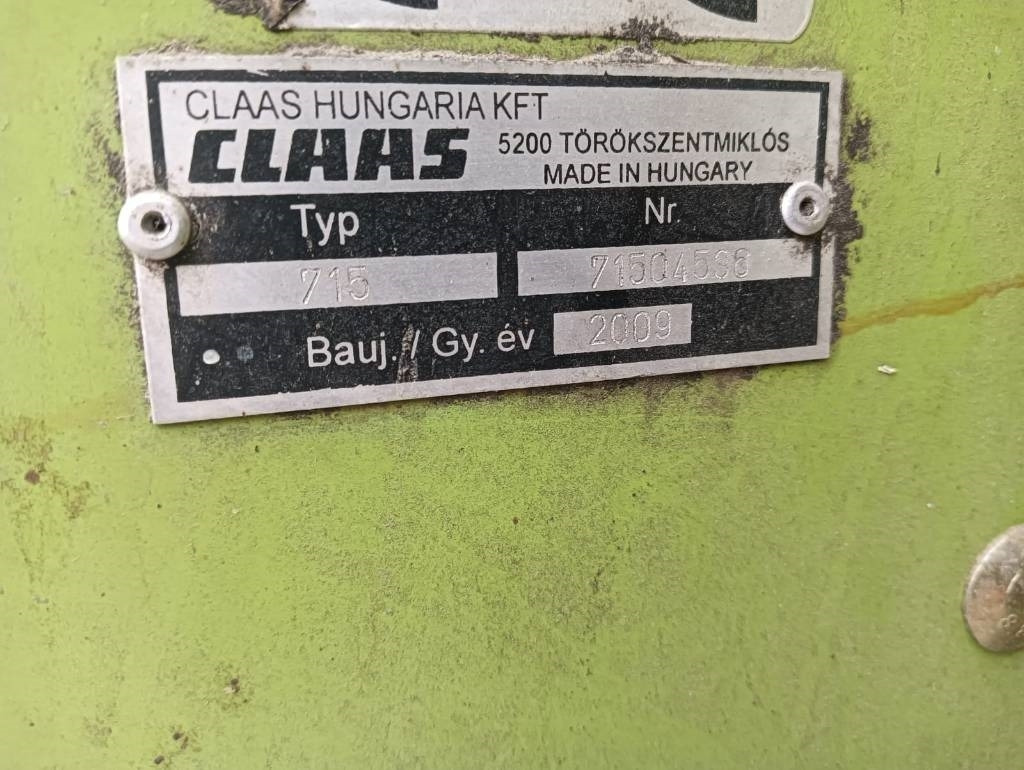 CLAAS HUNGARIA KFT
CLAAS
5200 TÖRÖKSZENTMIKLÓS
MADE IN HUNGARY
Typ
Nr.
715
Bauj. / Gy. év
2009